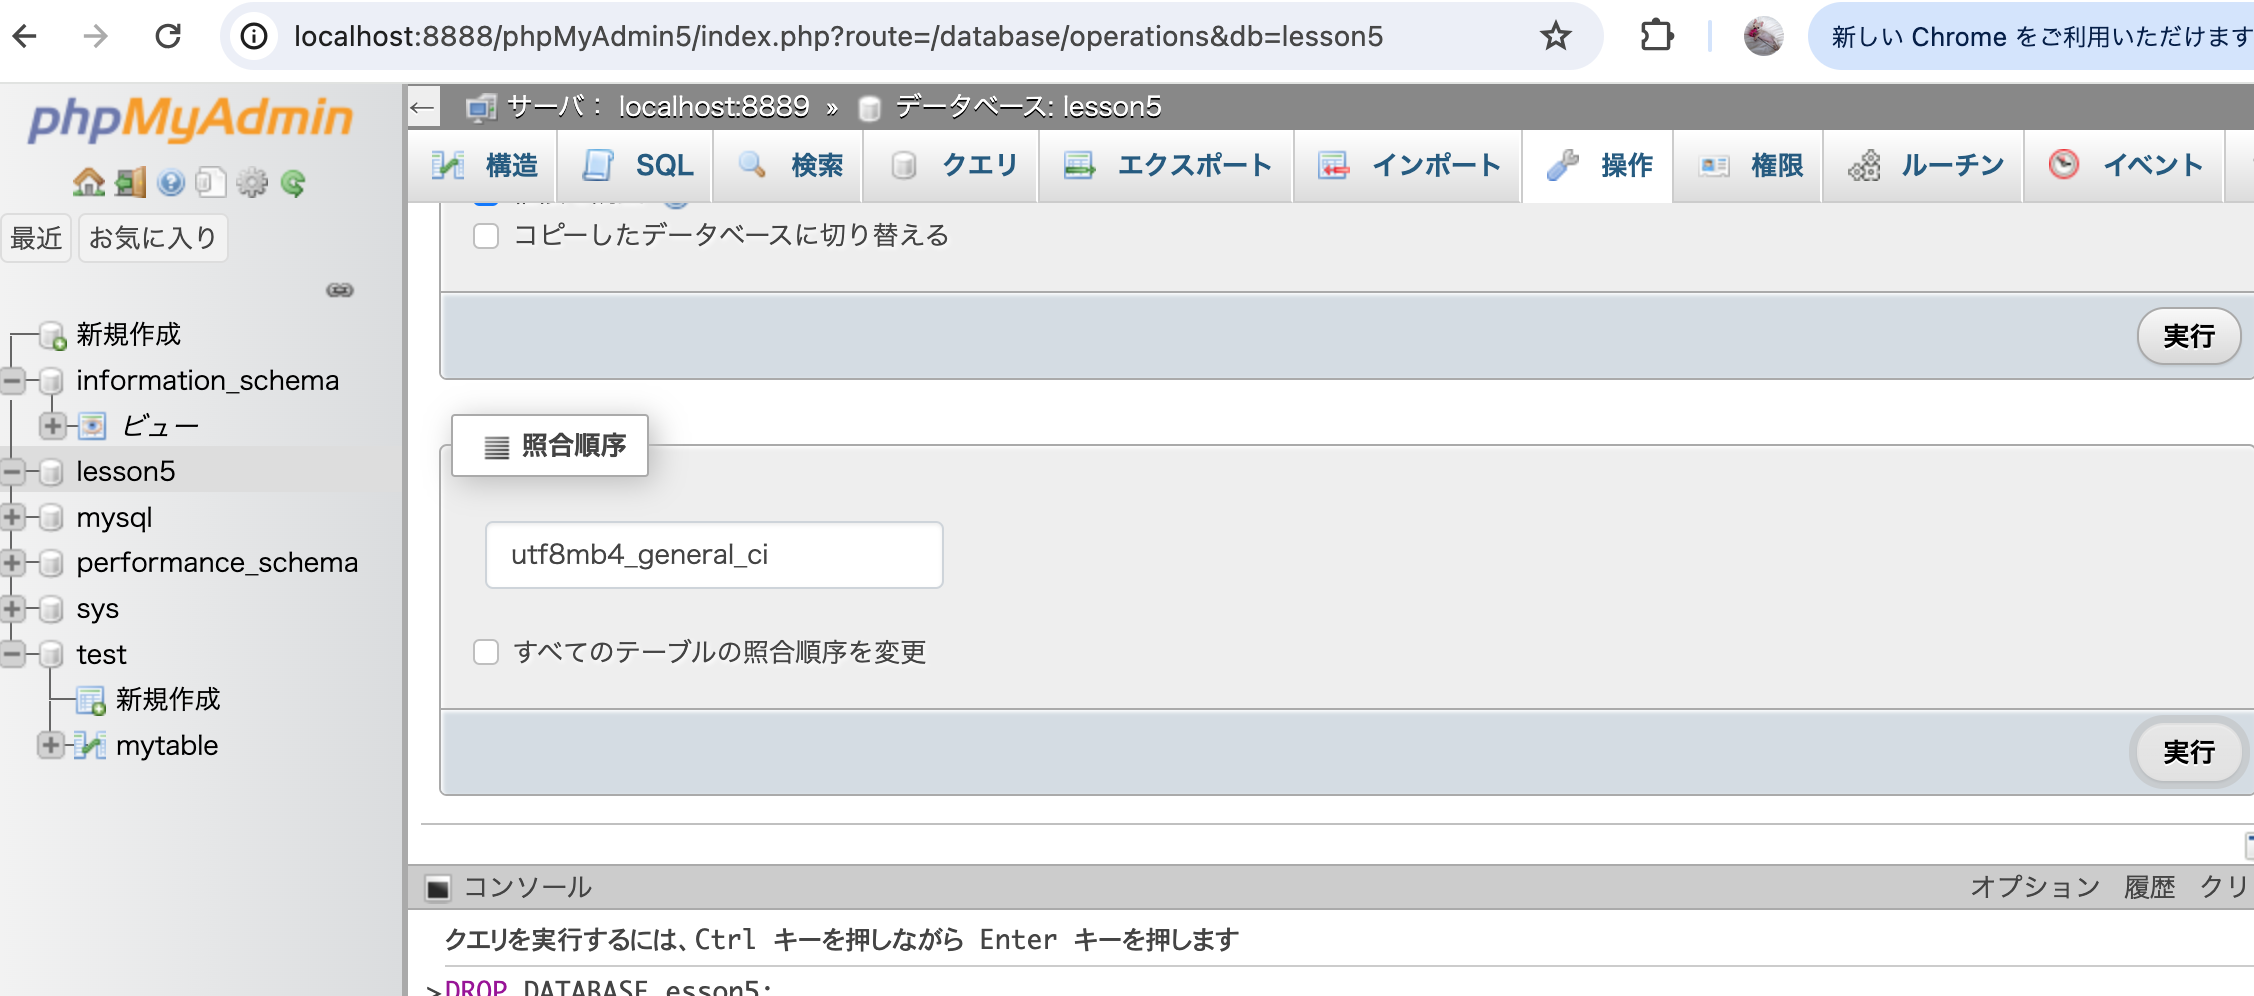 localhost:8888/phpMyAdmin5/index.php?route=/database/operations&db=lesson5
新しい Chrome をご利用いただけます
phpMyAdmin
最近 お気に入り
新規作成
information_schema
ビュー
lesson5
mysql
performance_schema
sys
test
新規作成
mytable
サーバ： localhost:8889 » データベース: lesson5
構造 SQL 検索 クエリ エクスポート インポート 操作 権限 ルーチン イベント
コピーしたデータベースに切り替える
実行
照合順序
utf8mb4_general_ci
すべてのテーブルの照合順序を変更
実行
コンソール オプション 履歴 クリ
クエリを実行するには、Ctrl キーを押しながら Enter キーを押します
>DROP DATABASE esson5;